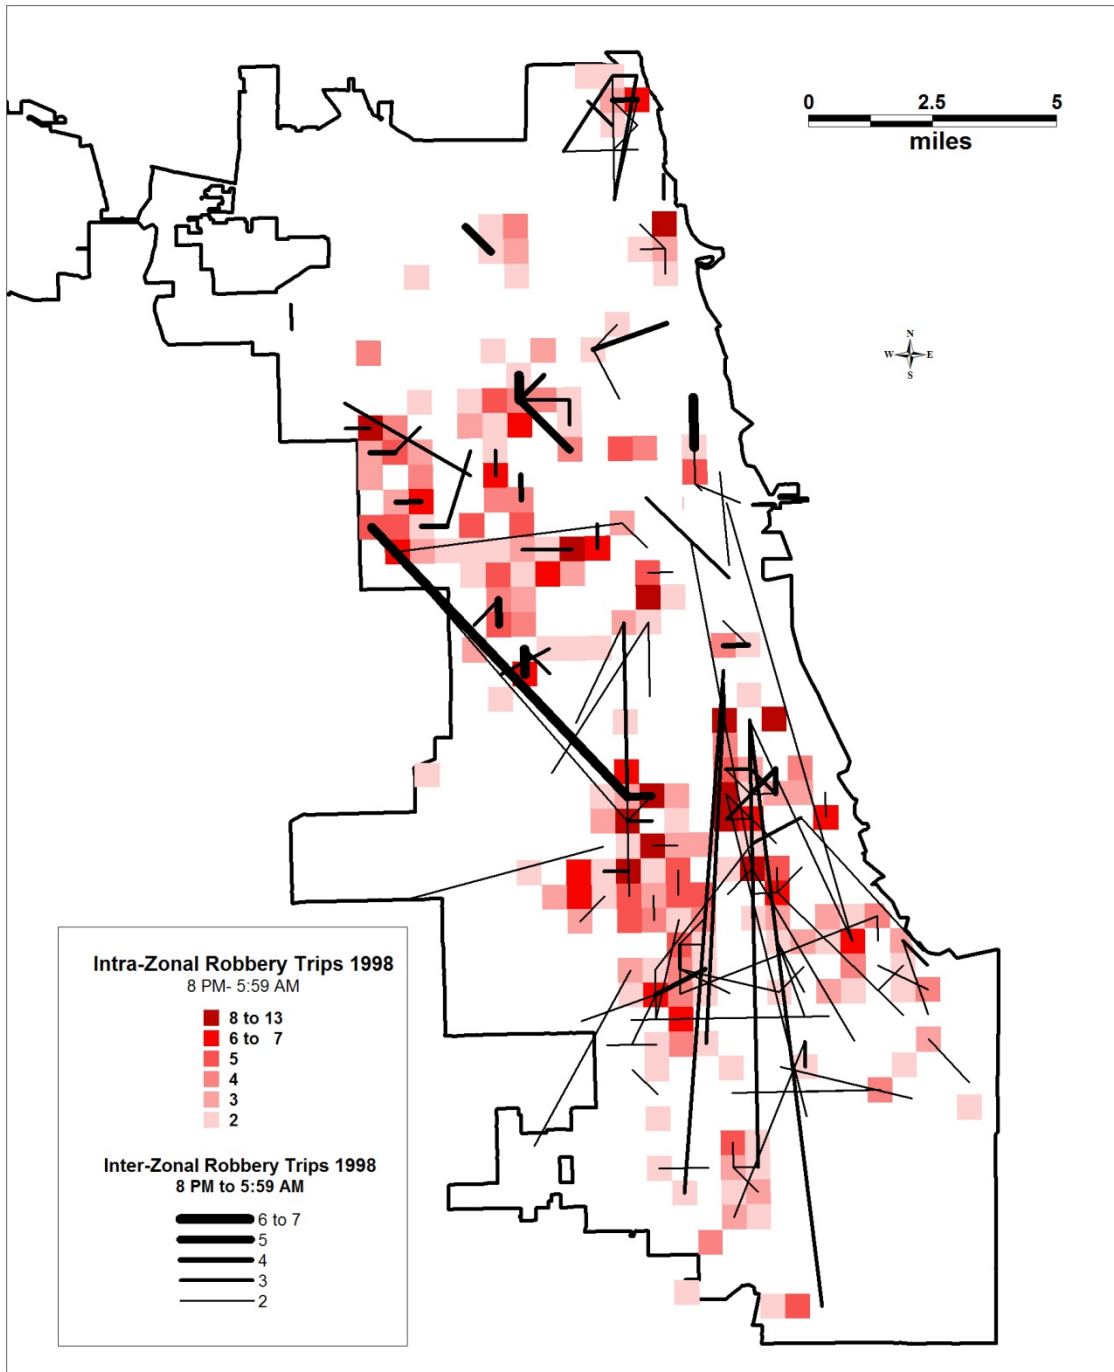 0 2.5 5
miles
N
W E
S
Intra-Zonal Robbery Trips 1998
8 PM- 5:59 AM
8 to 13
6 to 7
5
4
3
2
Inter-Zonal Robbery Trips 1998
8 PM to 5:59 AM
6 to 7
5
4
3
2